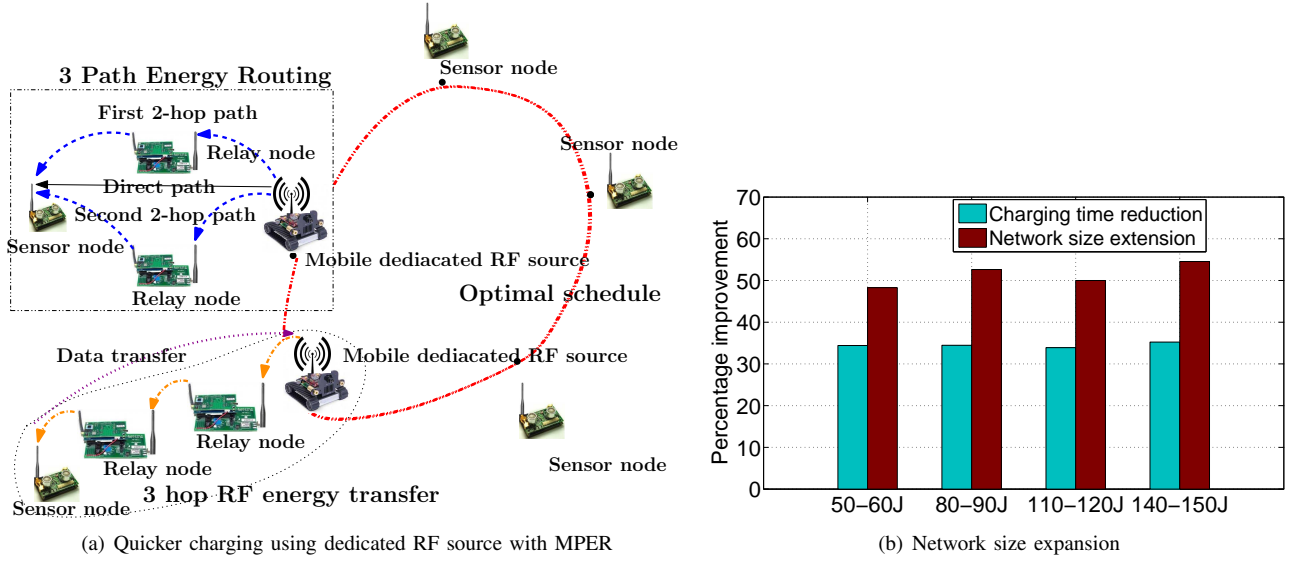 Sensor node
3 Path Energy Routing
First 2-hop path
Relay node
Direct path
Second 2-hop path
Sensor node
Relay node
Mobile dediacated RF source
Sensor node
Optimal schedule
Data transfer
Mobile dediacated RF source
Relay node
Relay node
Sensor node
3 hop RF energy transfer
Sensor node
(a) Quicker charging using dedicated RF source with MPER
Percentage improvement
70
60
50
40
30
20
10
0
Charging time reduction
Network size extension
50-60J 80-90J 110-120J 140-150J
(b) Network size expansion